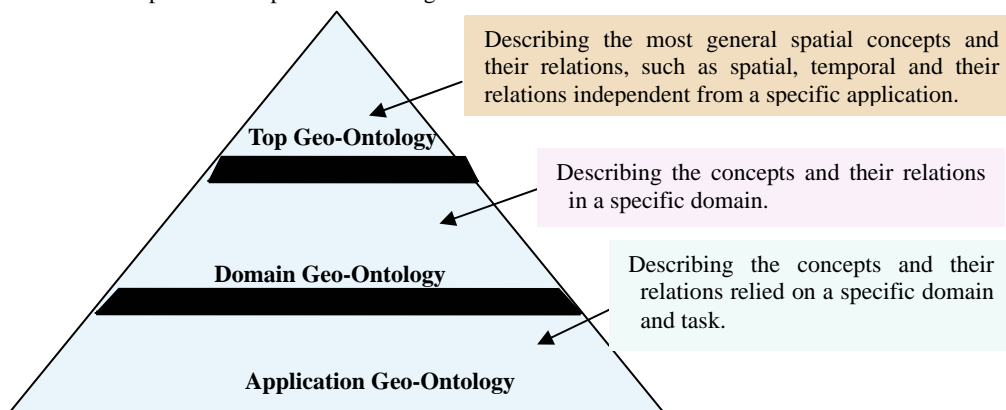 Describing the most general spatial concepts and
their relations, such as spatial, temporal and their
relations independent from a specific application.
Top Geo-Ontology
Describing the concepts and their relations
in a specific domain.
Domain Geo-Ontology
Describing the concepts and their
relations relied on a specific domain
and task.
Application Geo-Ontology